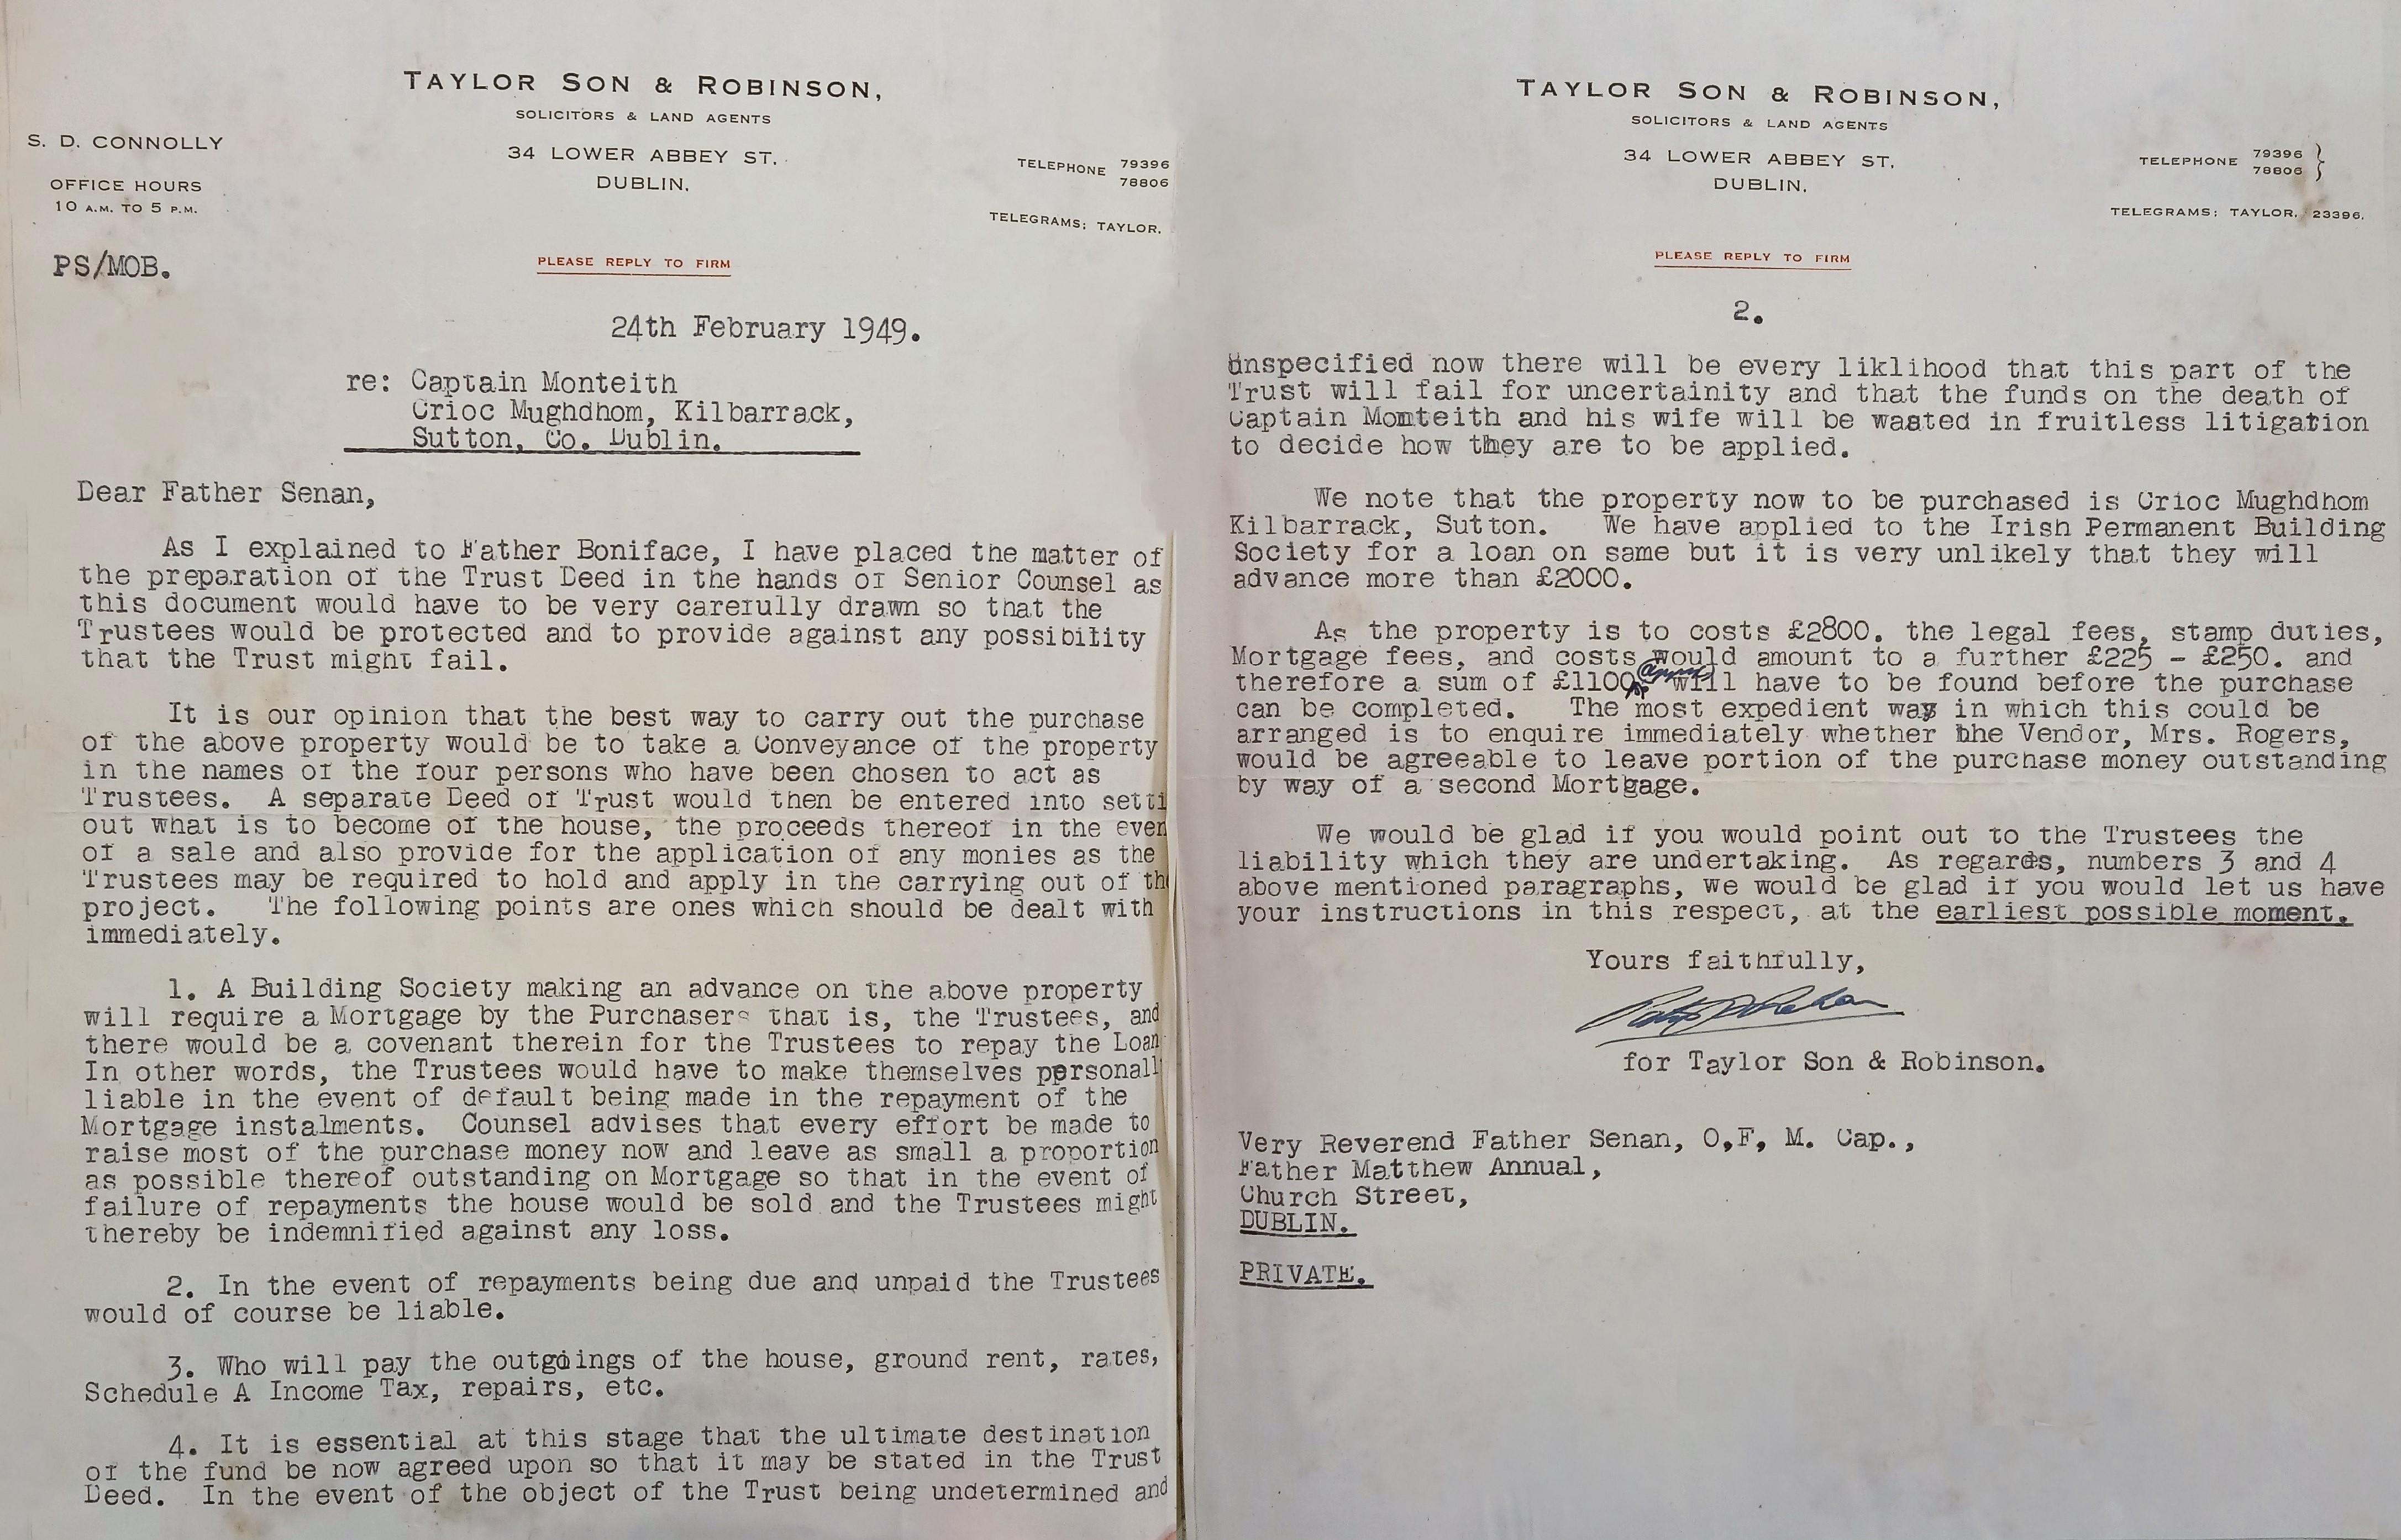 TAYLOR SON & ROBINSON,
SOLICITORS & LAND AGENTS
S. D. CONNOLLY
34 LOWER ABBEY ST.
DUBLIN.
TELEPHONE 79396
78806
OFFICE HOURS
10 A.M. TO 5 P.M.
TELEGRAMS: TAYLOR.
PLEASE REPLY TO FIRM
PS/MOB.
24th February 1949.
re: Captain Monteith
Crioc Mughdhom, Kilbarrack,
Sutton, Co. Dublin.
Dear Father Senan,
As I explained to Father Boniface, I have placed the matter of
the preparation of the Trust Deed in the hands of Senior Counsel as
this document would have to be very carefully drawn so that the
Trustees would be protected and to provide against any possibility
that the Trust might fail.
It is our opinion that the best way to carry out the purchase
of the above property would be to take a Conveyance of the property
in the names of the four persons who have been chosen to act as
Trustees. A separate Deed of Trust would then be entered into setti
out what is to become of the house, the proceeds thereof in the even
of a sale and also provide for the application of any monies as the
Trustees may be required to hold and apply in the carrying out of the
project. The following points are ones which should be dealt with
immediately.
1. A Building Society making an advance on the above property
will require a Mortgage by the Purchasers that is, the Trustees, and
there would be a covenant therein for the Trustees to repay the Loan
In other words, the Trustees would have to make themselves personall
liable in the event of default being made in the repayment of the
Mortgage instalments. Counsel advises that every effort be made to
raise most of the purchase money now and leave as small a proportion
as possible thereof outstanding on Mortgage so that in the event of
failure of repayments the house would be sold and the Trustees might
thereby be indemnified against any loss.
2. In the event of repayments being due and unpaid the Trustees
would of course be liable.
3. Who will pay the outgoings of the house, ground rent, rates,
Schedule A Income Tax, repairs, etc.
4. It is essential at this stage that the ultimate destination
of the fund be now agreed upon so that it may be stated in the Trust
Deed. In the event of the object of the Trust being undetermined and
TAYLOR SON & ROBINSON,
SOLICITORS & LAND AGENTS
34 LOWER ABBEY ST.
DUBLIN.
TELEPHONE 79396
78806
TELEGRAMS: TAYLOR, 23396.
PLEASE REPLY TO FIRM
2.
unspecified now there will be every liklihood that this part of the
Trust will fail for uncertainity and that the funds on the death of
Captain Monteith and his wife will be wasted in fruitless litigation
to decide how they are to be applied.
We note that the property now to be purchased is Crioc Mughdhom
Kilbarrack, Sutton. We have applied to the Irish Permanent Building
Society for a loan on same but it is very unlikely that they will
advance more than £2000.
As the property is to costs £2800. the legal fees, stamp duties,
Mortgage fees, and costs would amount to a further £225 - £250. and
therefore a sum of £1100. will have to be found before the purchase
can be completed. The most expedient way in which this could be
arranged is to enquire immediately whether the Vendor, Mrs. Rogers,
would be agreeable to leave portion of the purchase money outstanding
by way of a second Mortgage.
We would be glad if you would point out to the Trustees the
liability which they are undertaking. As regards, numbers 3 and 4
above mentioned paragraphs, we would be glad if you would let us have
your instructions in this respect, at the earliest possible moment.
Yours faithfully,
for Taylor Son & Robinson.
Very Reverend Father Senan, O,F, M. Cap.,
Father Matthew Annual,
Church Street,
DUBLIN.
PRIVATE.